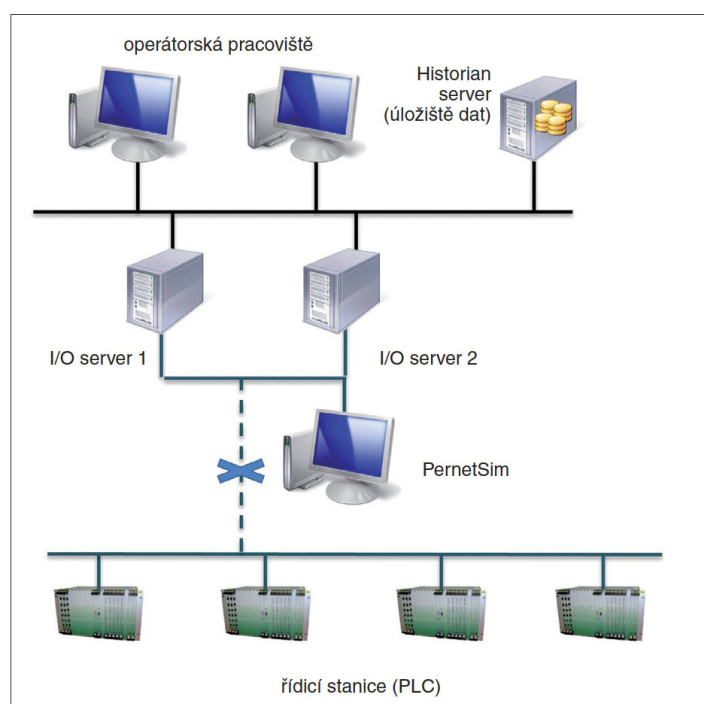 operátorská pracoviště
Historian
server
(úložiště dat)
I/O server 1
I/O server 2
PernetSim
řídicí stanice (PLC)